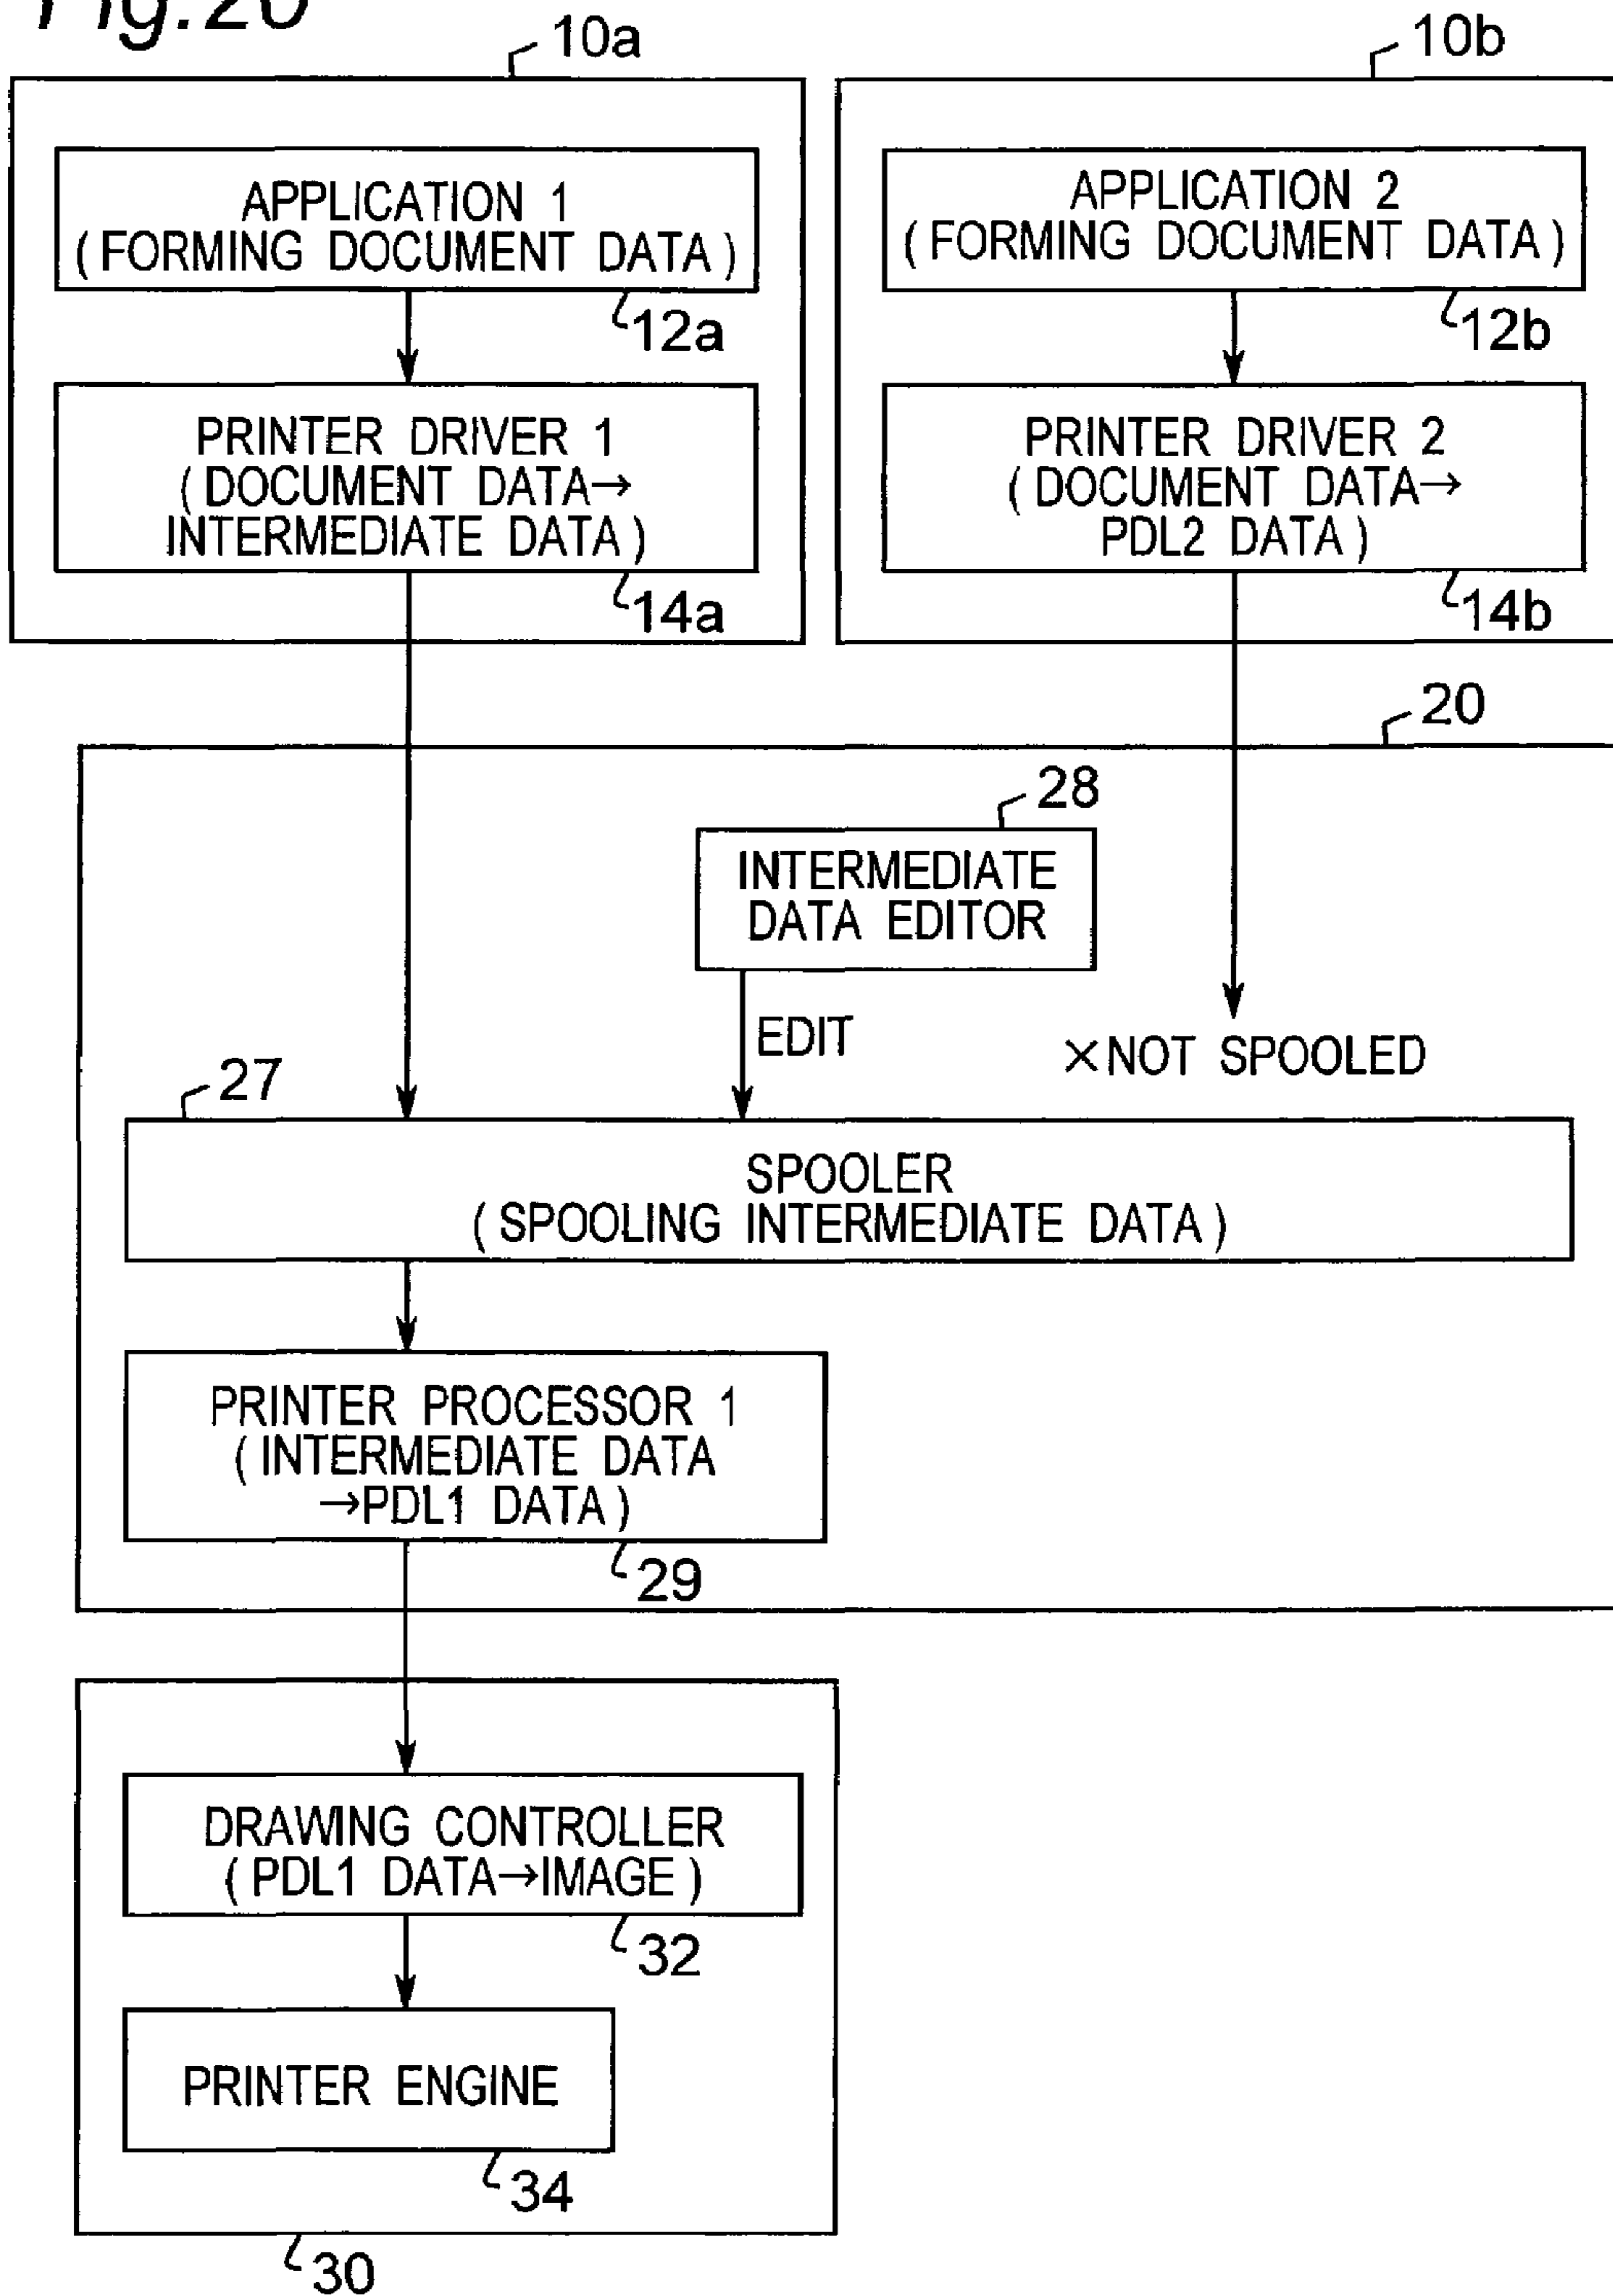 Fig.20
10a
10b
APPLICATION 1
(FORMING DOCUMENT DATA)
12a
APPLICATION 2
(FORMING DOCUMENT DATA)
12b
PRINTER DRIVER 1
(DOCUMENT DATA→
INTERMEDIATE DATA)
14a
PRINTER DRIVER 2
(DOCUMENT DATA→
PDL2 DATA)
14b
20
28
INTERMEDIATE
DATA EDITOR
EDIT
×NOT SPOOLED
27
SPOOLER
(SPOOLING INTERMEDIATE DATA)
PRINTER PROCESSOR 1
(INTERMEDIATE DATA
→PDL1 DATA)
29
DRAWING CONTROLLER
(PDL1 DATA→IMAGE)
32
PRINTER ENGINE
34
30